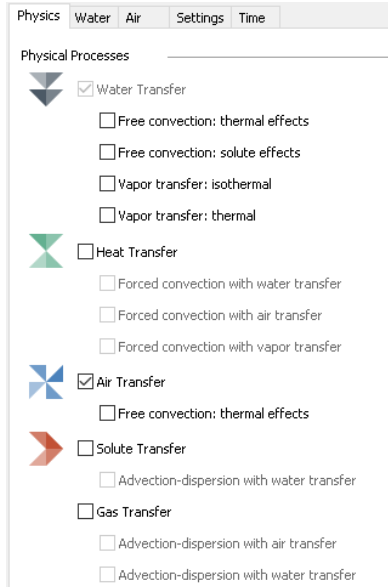 Physics Water Air Settings Time
Physical Processes
Water Transfer
Free convection: thermal effects
Free convection: solute effects
Vapor transfer: isothermal
Vapor transfer: thermal
Heat Transfer
Forced convection with water transfer
Forced convection with air transfer
Forced convection with vapor transfer
Air Transfer
Free convection: thermal effects
Solute Transfer
Advection-dispersion with water transfer
Gas Transfer
Advection-dispersion with air transfer
Advection-dispersion with water transfer